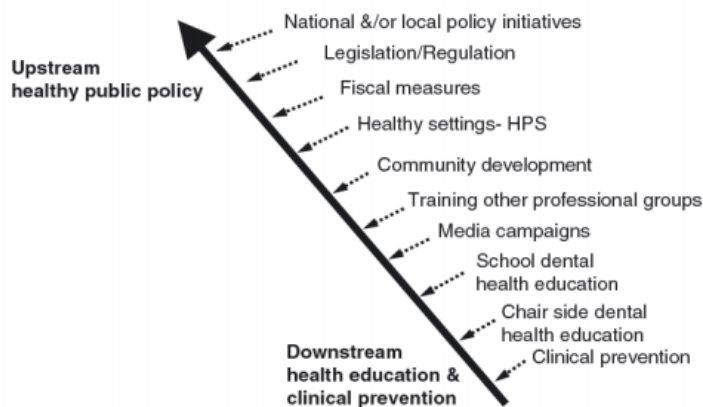 National &/or local policy initiatives
Legislation/Regulation
Upstream
healthy public policy
Fiscal measures
Healthy settings- HPS
Community development
Training other professional groups
Media campaigns
School dental
health education
Chair side dental
health education
Downstream
health education &
clinical prevention
Clinical prevention